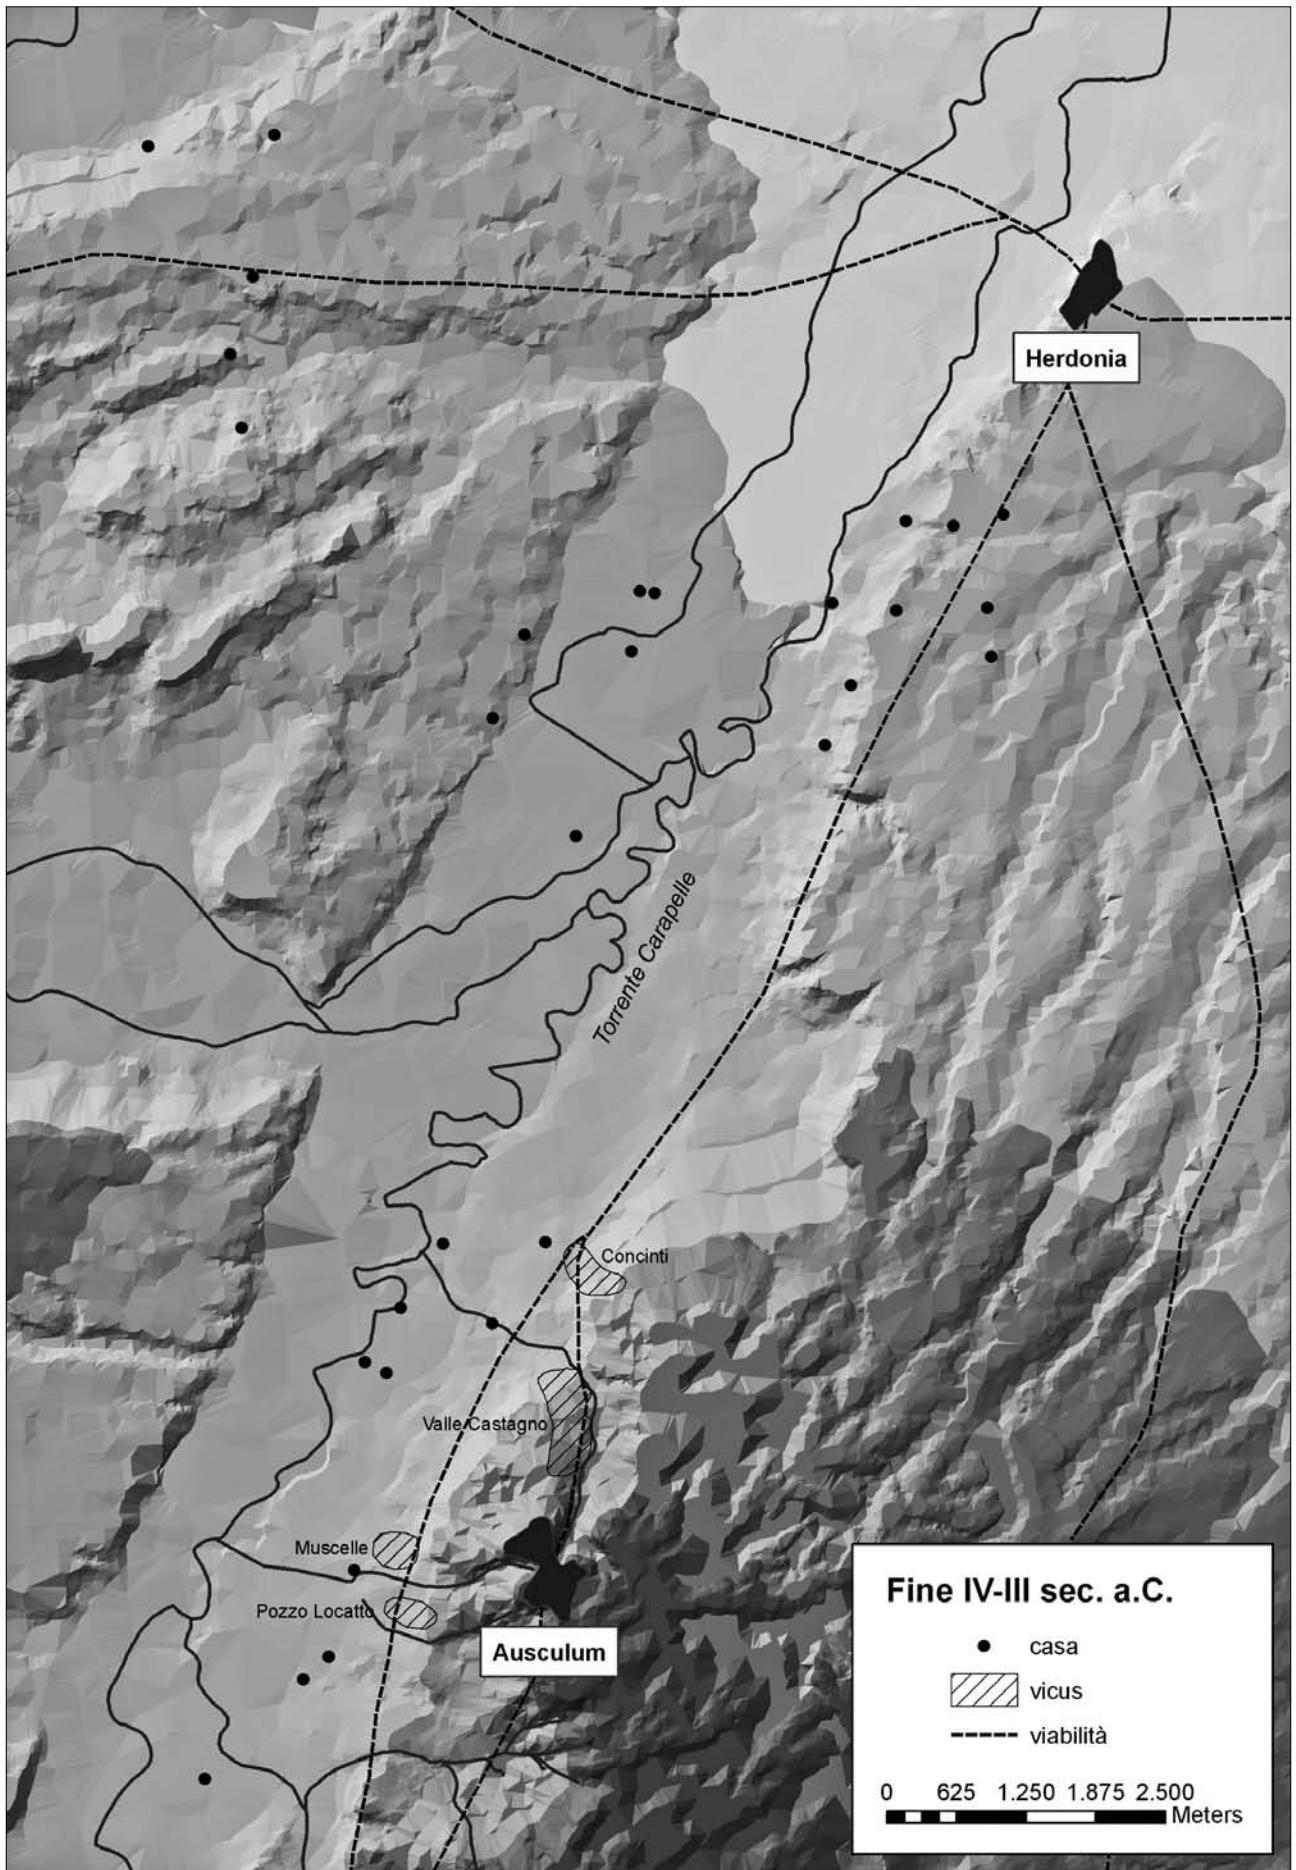 Herdonia
Torrente Carapelle
Concinti
Valle Castagno
Muscelle
Pozzo Locatto
Ausculum
Fine IV-III sec. a.C.
casa
vicus
viabilità
0 625 1.250 1.875 2.500
Meters